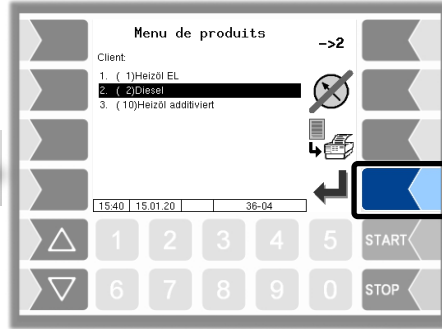 Menu de produits
->2
Client:
1. ( 1)Heizöl EL
2. ( 2)Diesel
3. ( 10)Heizöl additiviert
15:40 15.01.20 36-04
1 2 3 4 5 START
6 7 8 9 0 STOP